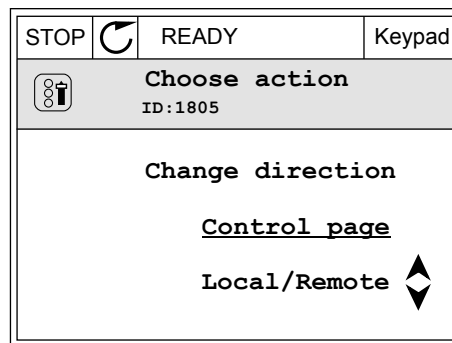 STOP READY Keypad
Choose action
ID:1805
Change direction
Control page
Local/Remote